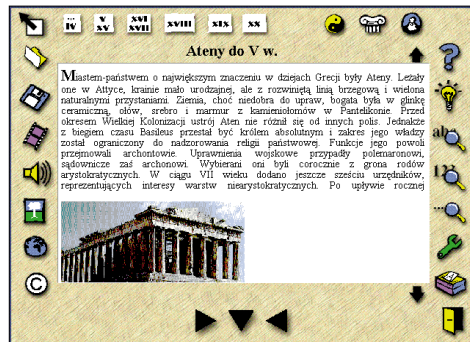 ... IV
V XV
XVI XVII
XVIII
XIX
XX
Ateny do V w.
Miastem-państwem o największym znaczeniu w dziejach Grecji były Ateny. Leżały
one w Attyce, krainie mało urodzajnej, ale z rozwiniętą linią brzegową i wieloma
naturalnymi przystaniami. Ziemia, choć niedobra do upraw, bogata była w glinkę
ceramiczną, ołów, srebro i marmur z kamieniołomów w Pantelikonie. Przed
okresem Wielkiej Kolonizacji ustrój Aten nie różnił się od innych polis. Jednakże
z biegiem czasu Basileus przestał być królem absolutnym i zakres jego władzy
został ograniczony do nadzorowania religii państwowej. Funkcje jego powoli
przejmowali archontowie. Uprawnienia wojskowe przypadły polemarchowi,
sądownicze zaś archonowi. Wybierani oni byli corocznie z grona rodów
arystokratycznych. W ciągu VII wieku dodano jeszcze sześciu urzędników,
reprezentujących interesy warstw niearystokratycznych. Po upływie rocznej
ab
123
...
©